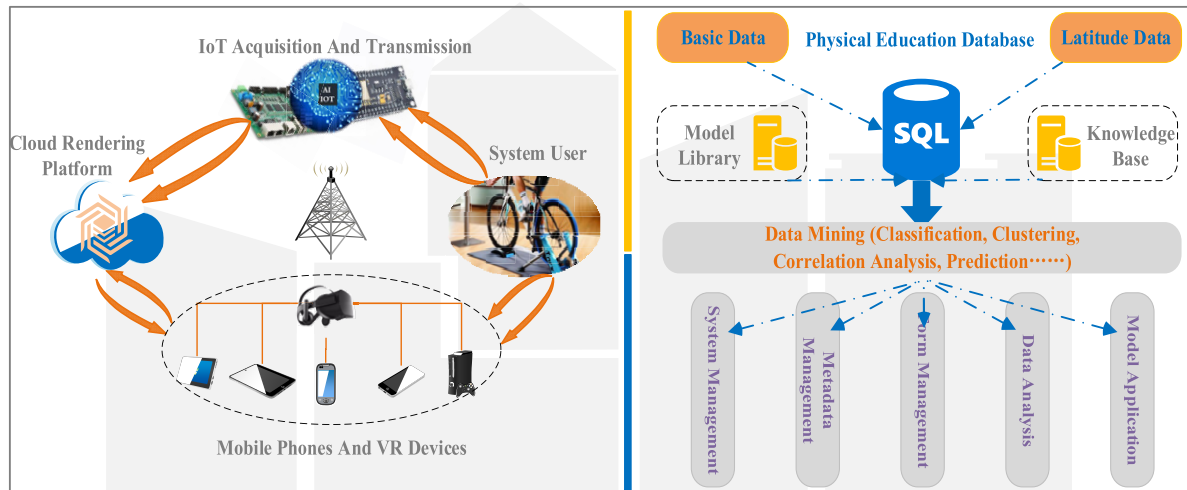 IoT Acquisition And Transmission
AI
IOT
Cloud Rendering
Platform
System User
Mobile Phones And VR Devices
Basic Data
Physical Education Database
Latitude Data
SQL
Model
Library
Knowledge
Base
Data Mining (Classification, Clustering,
Correlation Analysis, Prediction……)
System Management
Metadata
Management
Form Management
Data Analysis
Model Application